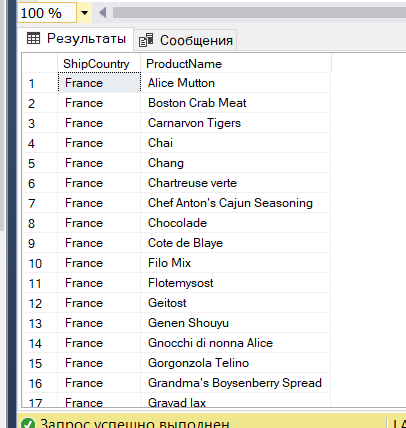 100 %
Результаты Сообщения
ShipCountry ProductName
1 France Alice Mutton
2 France Boston Crab Meat
3 France Carnarvon Tigers
4 France Chai
5 France Chang
6 France Chartreuse verte
7 France Chef Anton's Cajun Seasoning
8 France Chocolade
9 France Cote de Blaye
10 France Filo Mix
11 France Flotemysost
12 France Geitost
13 France Genen Shouyu
14 France Gnocchi di nonna Alice
15 France Gorgonzola Telino
16 France Grandma's Boysenberry Spread
17 France Gravad lax
Запрос успешно выполнен